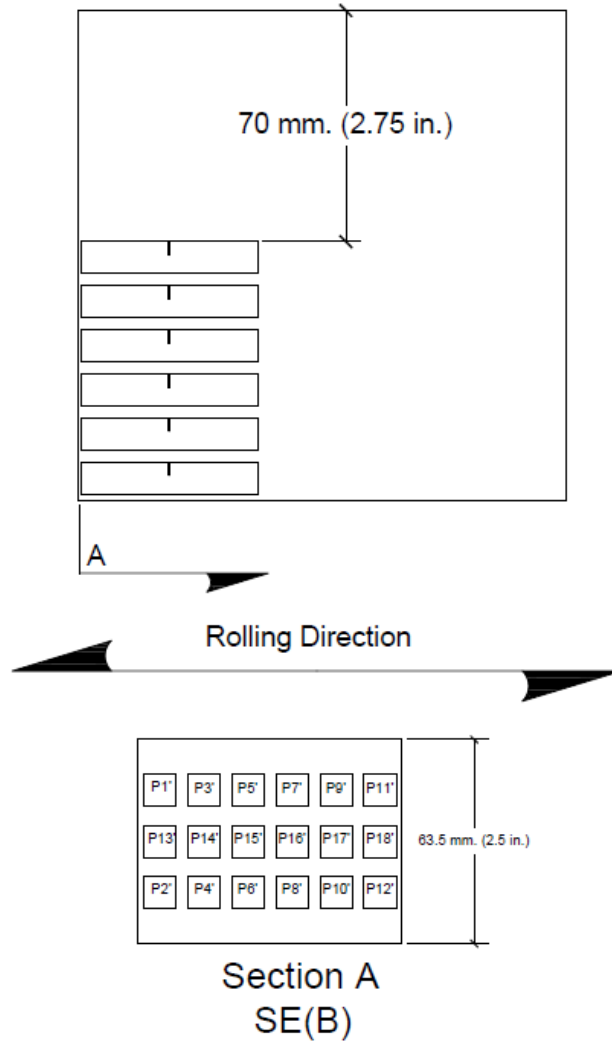 70 mm. (2.75 in.)
A
Rolling Direction
P1' P3' P5' P7' P9' P11'
P13' P14' P15' P16' P17' P18'
63.5 mm. (2.5 in.)
P2' P4' P6' P8' P10' P12'
Section A
SE(B)